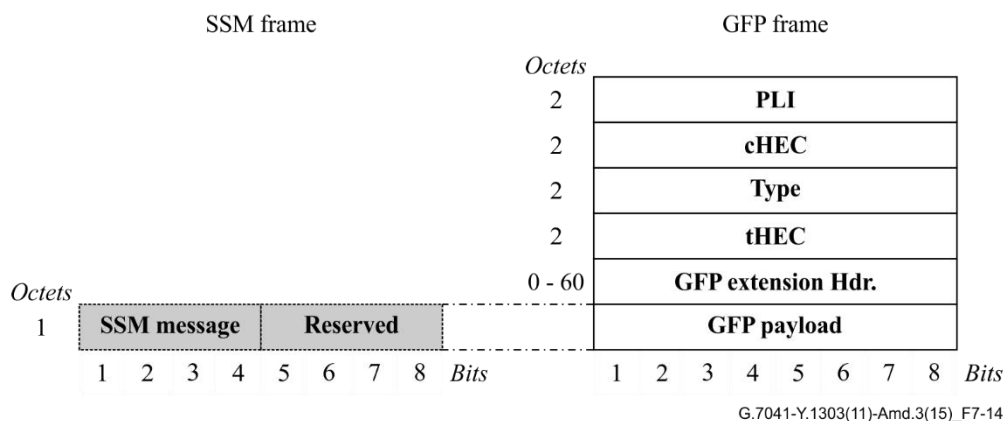 SSM frame GFP frame
Octets
2 PLI
2 cHEC
2 Type
2 tHEC
0 - 60 GFP extension Hdr.
Octets
1 SSM message Reserved GFP payload
1 2 3 4 5 6 7 8 Bits 1 2 3 4 5 6 7 8 Bits
G.7041-Y.1303(11)-Amd.3(15)_F7-14